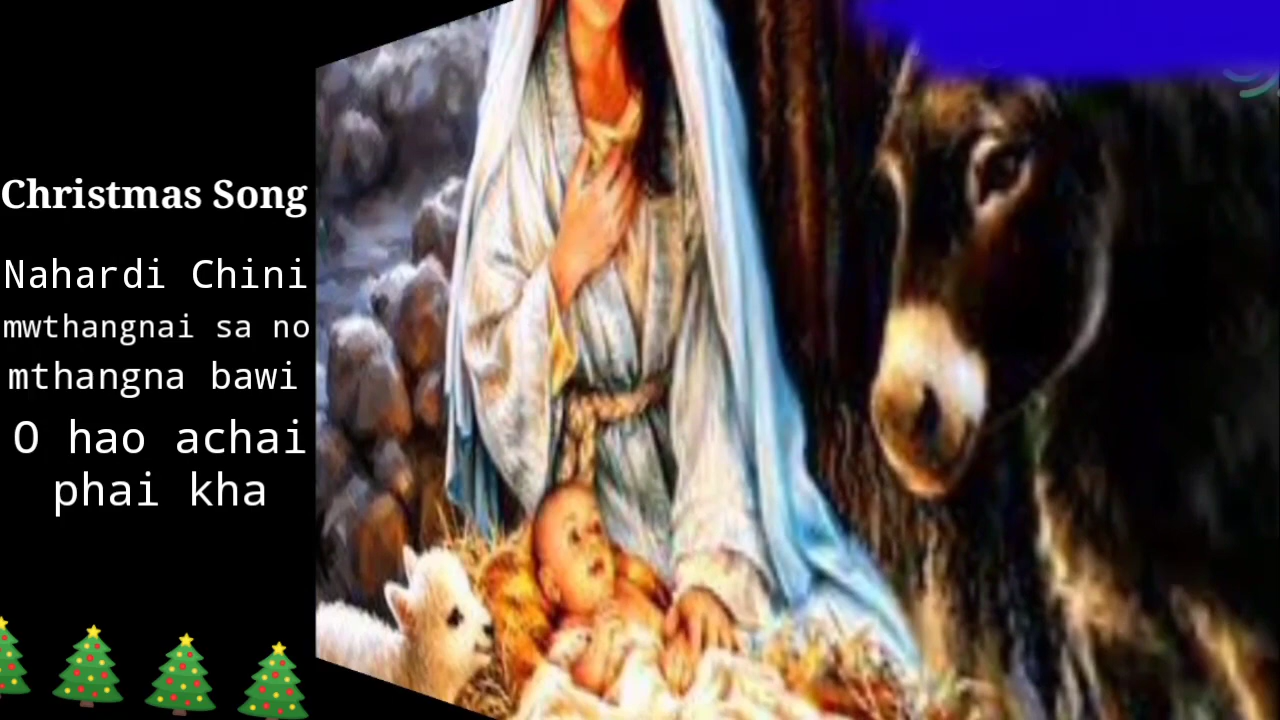 Christmas Song
Nahardi Chini
mwthangnai sa no
mthangna bawi
O hao achai
phai kha